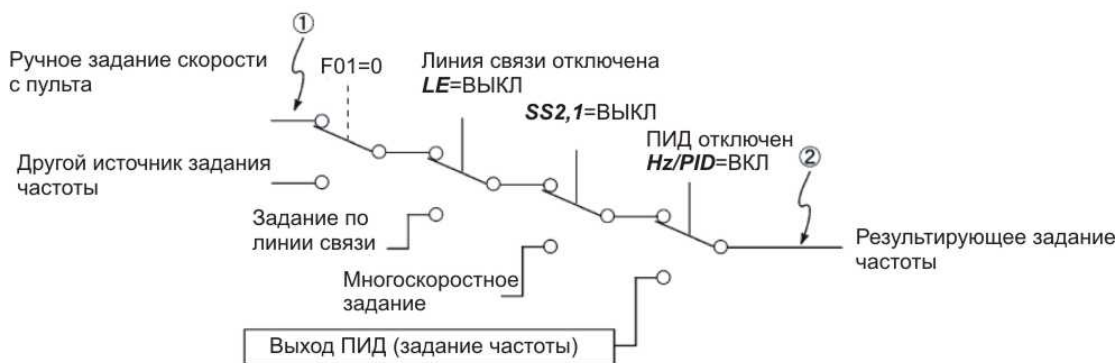 ①
Ручное задание скорости
с пульта
F01=0
Линия связи отключена
LE=ВЫКЛ
SS2,1=ВЫКЛ
ПИД отключен
Hz/PID=ВКЛ
②
Другой источник задания
частоты
Задание по
линии связи
Многоскоростное
задание
Результирующее задание
частоты
Выход ПИД (задание частоты)